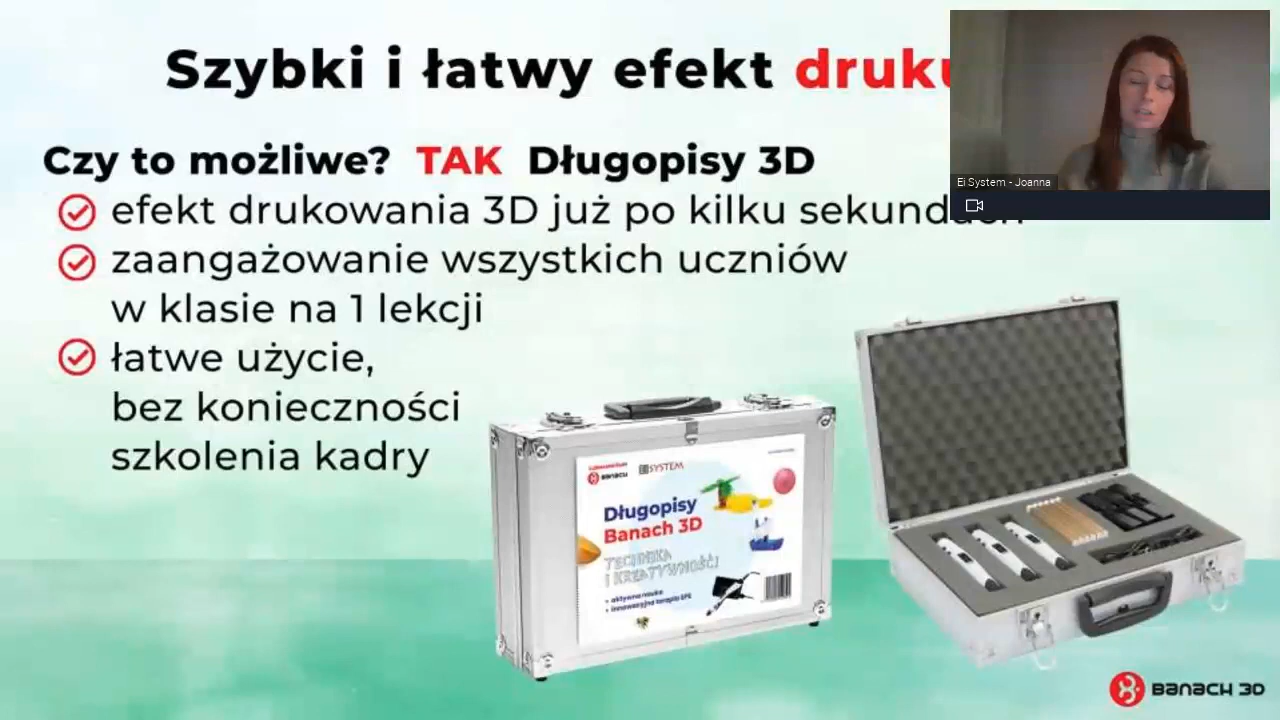 Szybki i łatwy efekt druku
Ei System - Joanna
Czy to możliwe? TAK Długopisy 3D
efekt drukowania 3D już po kilku sekundach
zaangażowanie wszystkich uczniów
w klasie na 1 lekcji
łatwe użycie,
bez konieczności
szkolenia kadry
BANACH
SYSTEM
Długopisy
Banach 3D
TECHNIKA
I KREATYWNOŚĆ!
• aktywna nauka
• innowacyjna terapia SPE
BANACH 3D